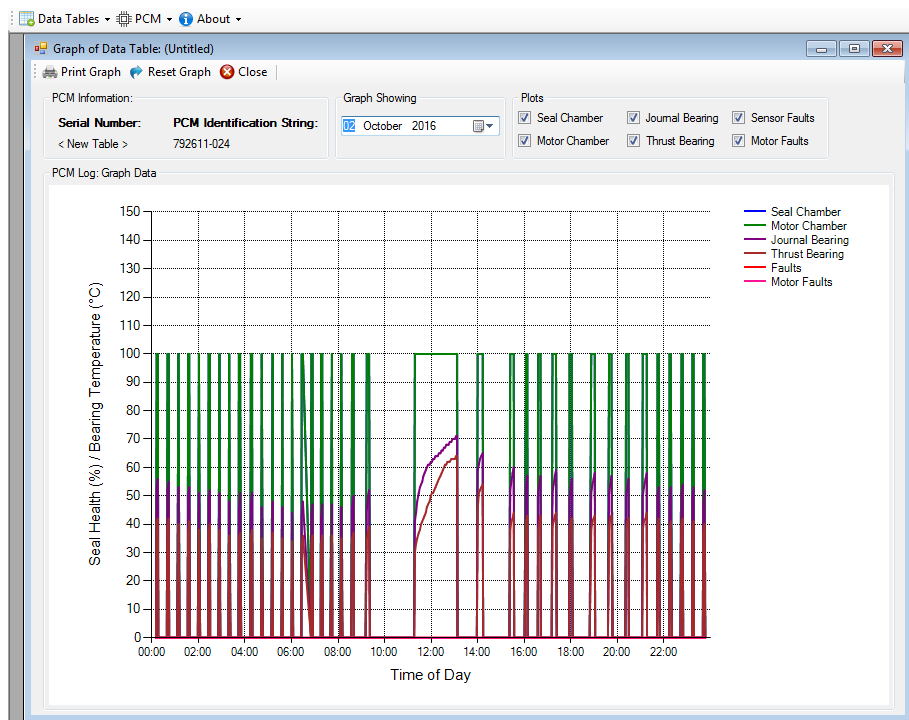 Data Tables PCM About
Graph of Data Table: (Untitled)
Print Graph Reset Graph Close
PCM Information:
Serial Number: PCM Identification String:
< New Table > 792611-024
Graph Showing
02 October 2016
Plots
Seal Chamber Journal Bearing Sensor Faults
Motor Chamber Thrust Bearing Motor Faults
PCM Log: Graph Data
Seal Health (%) / Bearing Temperature (°C)
150
140
130
120
110
100
90
80
70
60
50
40
30
20
10
0
00:00 02:00 04:00 06:00 08:00 10:00 12:00 14:00 16:00 18:00 20:00 22:00
Time of Day
Seal Chamber
Motor Chamber
Journal Bearing
Thrust Bearing
Faults
Motor Faults